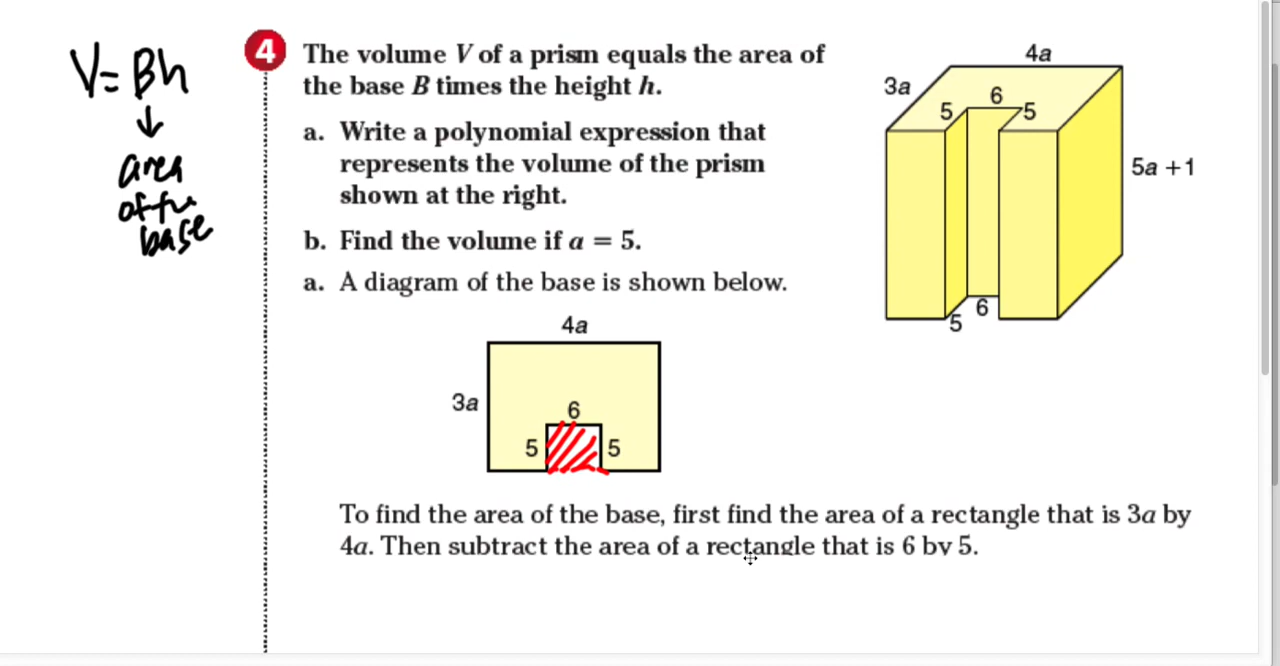 V=Bh
area
of the
base
4 The volume V of a prism equals the area of
the base B times the height h.
a. Write a polynomial expression that
represents the volume of the prism
shown at the right.
b. Find the volume if a = 5.
a. A diagram of the base is shown below.
4a
3a
6
5 5
5a +1
6
5
4a
3a
6
5 5
To find the area of the base, first find the area of a rectangle that is 3a by
4a. Then subtract the area of a rectangle that is 6 by 5.